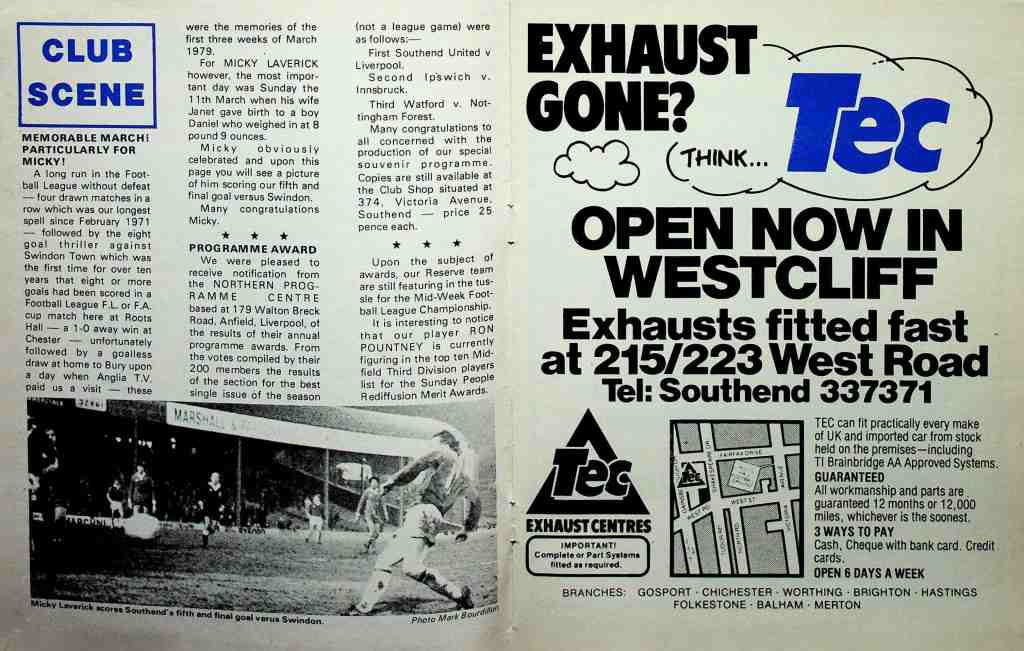 CLUB
SCENE
MEMORABLE MARCH!
PARTICULARLY FOR
MICKY!
A long run in the Foot-
ball League without defeat
— four drawn matches in a
row which was our longest
spell since February 1971
— followed by the eight
goal thriller against
Swindon Town which was
the first time for over ten
years that eight or more
goals had been scored in a
Football League F.L. or F.A.
cup match here at Roots
Hall — a 1-0 away win at
Chester — unfortunately
followed by a goalless
draw at home to Bury upon
a day when Anglia T.V.
paid us a visit — these
were the memories of the
first three weeks of March
1979.
For MICKY LAVERICK
however, the most impor-
tant day was Sunday the
11th March when his wife
Janet gave birth to a boy
Daniel who weighed in at 8
pound 9 ounces.
Micky obviously
celebrated and upon this
page you will see a picture
of him scoring our fifth and
final goal versus Swindon.
Many congratulations
Micky.
★ ★ ★
PROGRAMME AWARD
We were pleased to
receive notification from
the NORTHERN PROG-
RAMME CENTRE
based at 179 Walton Breck
Road, Anfield, Liverpool, of
the results of their annual
programme awards. From
the votes compiled by their
200 members the results
of the section for the best
single issue of the season
(not a league game) were
as follows:—
First Southend United v
Liverpool.
Second Ipswich v.
Innsbruck.
Third Watford v. Not-
tingham Forest.
Many congratulations to
all concerned with the
production of our special
souvenir programme.
Copies are still available at
the Club Shop situated at
374, Victoria Avenue,
Southend — price 25
pence each.
★ ★ ★
Upon the subject of
awards, our Reserve team
are still featuring in the tus-
sle for the Mid-Week Foot-
ball League Championship.
It is interesting to notice
that our player RON
POUNTNEY is currently
figuring in the top ten Mid-
field Third Division players
list for the Sunday People
Rediffusion Merit Awards.
MARSHALL
Micky Laverick scores Southend's fifth and final goal verus Swindon.
Photo Mark Bourdillon
EXHAUST
GONE?
THINK...
Tec
OPEN NOW IN
WESTCLIFF
Exhausts fitted fast
at 215/223 West Road
Tel: Southend 337371
Tec
EXHAUST CENTRES
IMPORTANT!
Complete or Part Systems
fitted as required.
FAIRFAX DRIVE
WEST ST
WEST RD
Tec
TEC can fit practically every make
of UK and imported car from stock
held on the premises—including
TI Brainbridge AA Approved Systems.
GUARANTEED
All workmanship and parts are
guaranteed 12 months or 12,000
miles, whichever is the soonest.
3 WAYS TO PAY
Cash, Cheque with bank card. Credit
cards.
OPEN 6 DAYS A WEEK
BRANCHES: GOSPORT · CHICHESTER · WORTHING · BRIGHTON · HASTINGS
FOLKESTONE · BALHAM · MERTON